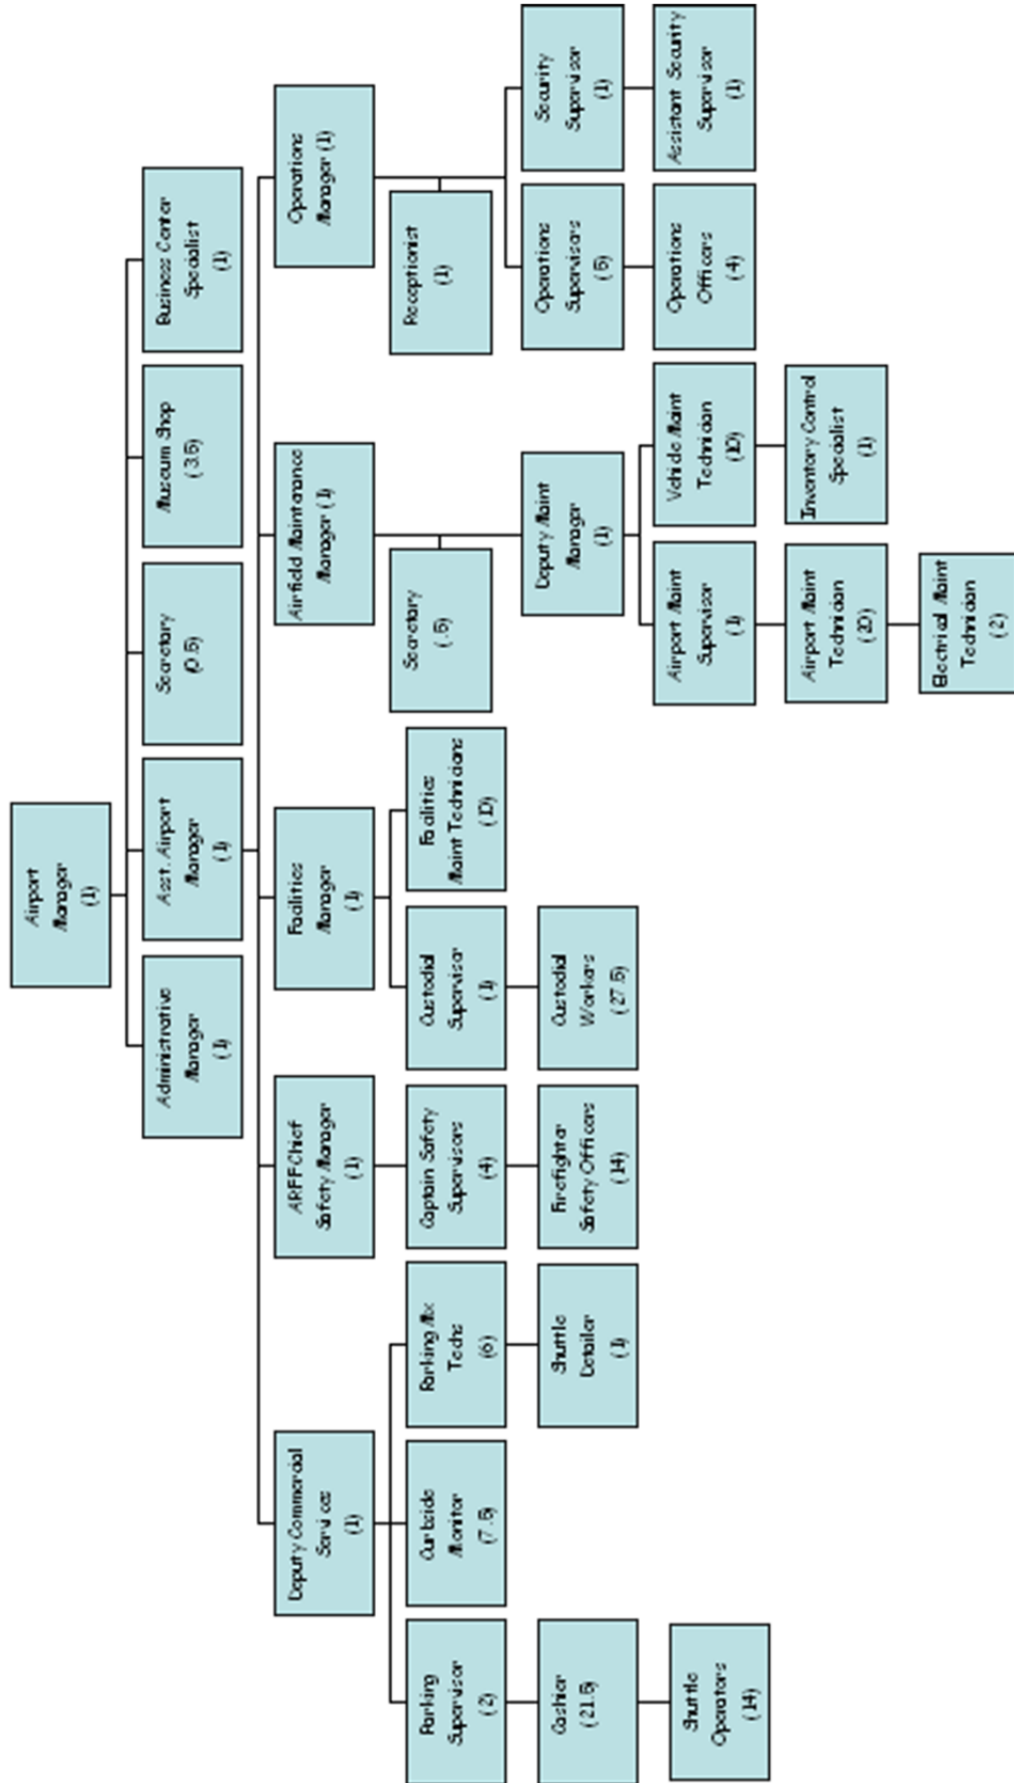 Airport
Manager
(1)
Administrative
Manager
(1)
Asst. Airport
Manager
(1)
Secretary
(0.5)
Museum Shop
(3.5)
Business Center
Specialist
(1)
Deputy Commercial
Services
(1)
ARFF Chief
Safety Manager
(1)
Facilities
Manager
(1)
Airfield Maintenance
Manager (1)
Operations
Manager (1)
Parking
Supervisor
(2)
Curbside
Monitor
(7.5)
Parking Mx
Techs
(6)
Captain Safety
Supervisors
(4)
Custodial
Supervisor
(1)
Facilities
Maint Technicians
(10)
Secretary
(.5)
Receptionist
(1)
Cashier
(21.5)
Shuttle
Detailer
(1)
Firefighter
Safety Officers
(14)
Custodial
Workers
(27.5)
Deputy Maint
Manager
(1)
Operations
Supervisors
(5)
Security
Supervisor
(1)
Shuttle
Operators
(14)
Airport Maint
Supervisor
(1)
Vehicle Maint
Technician
(10)
Operations
Officers
(4)
Assistant Security
Supervisor
(1)
Airport Maint
Technician
(20)
Inventory Control
Specialist
(1)
Electrical Maint
Technician
(2)